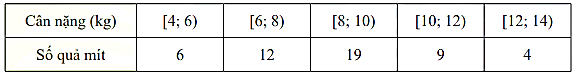 Cân nặng (kg) [4; 6) [6; 8) [8; 10) [10; 12) [12; 14)
Số quả mít 6 12 19 9 4